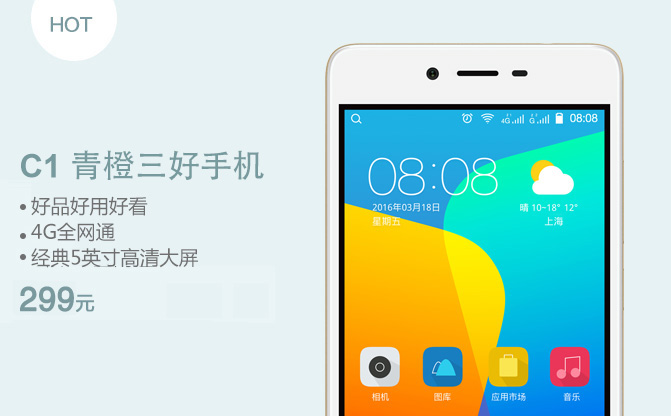 HOT
C1 青橙三好手机
• 好品好用好看
• 4G全网通
• 经典5英寸高清大屏
299元
4G G 08:08
08:08
2016年03月18日
星期五
晴 10~18° 12°
上海
相机 图库 应用市场 音乐